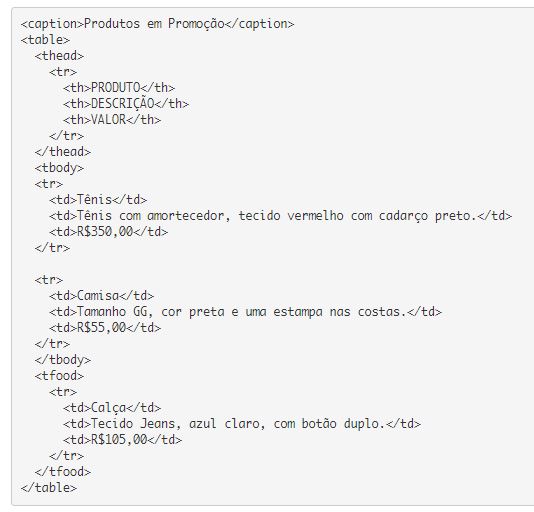 <caption>Produtos em Promoção</caption>
<table>
<thead>
<tr>
<th>PRODUTO</th>
<th>DESCRIÇÃO</th>
<th>VALOR</th>
</tr>
</thead>
<tbody>
<tr>
<td>Tênis</td>
<td>Tênis com amortecedor, tecido vermelho com cadarço preto.</td>
<td>R$350,00</td>
</tr>
<tr>
<td>Camisa</td>
<td>Tamanho GG, cor preta e uma estampa nas costas.</td>
<td>R$55,00</td>
</tr>
</tbody>
<tfood>
<tr>
<td>Calça</td>
<td>Tecido Jeans, azul claro, com botão duplo.</td>
<td>R$105,00</td>
</tr>
</tfood>
</table>